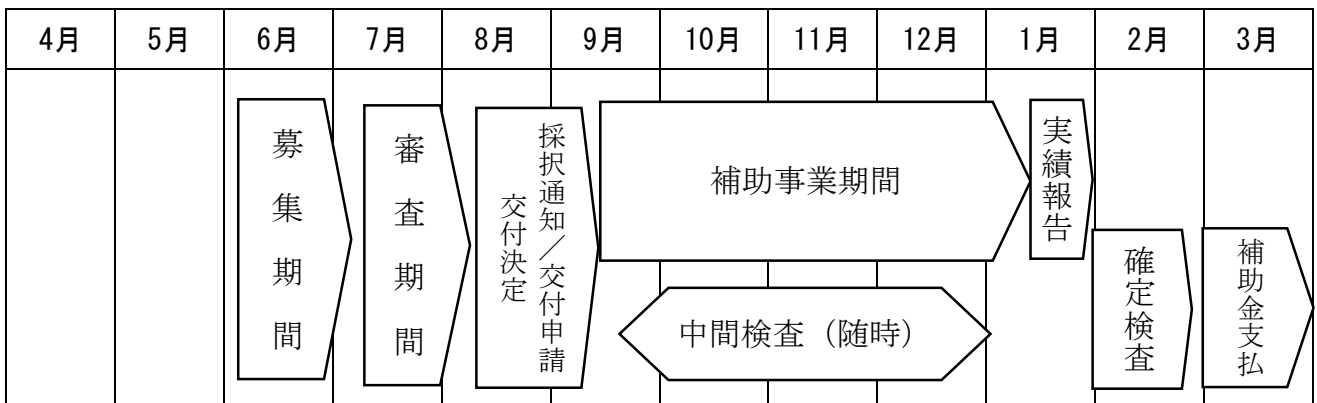 4月 5月 6月 7月 8月 9月 10月 11月 12月 1月 2月 3月
募集期間
審査期間
採択通知／交付申請
交付決定
補助事業期間
中間検査（随時）
実績報告
確定検査
補助金支払